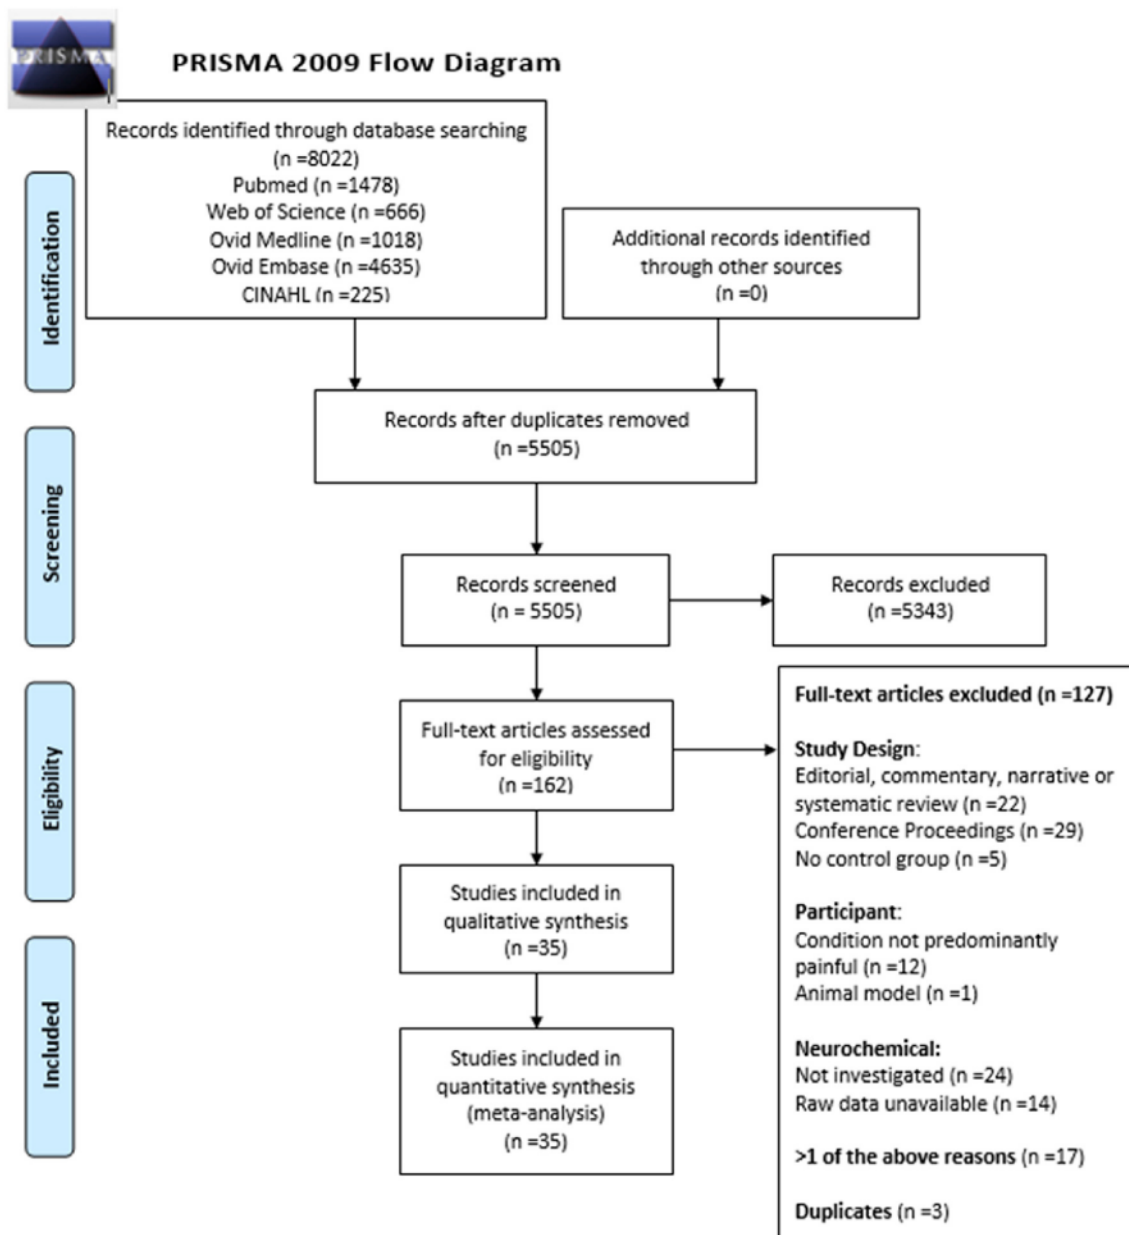 PRISMA
PRISMA 2009 Flow Diagram
Records identified through database searching
(n =8022)
Pubmed (n =1478)
Web of Science (n =666)
Ovid Medline (n =1018)
Ovid Embase (n =4635)
CINAHL (n =225)
Additional records identified
through other sources
(n =0)
Identification
Records after duplicates removed
(n =5505)
Screening
Records screened
(n = 5505)
Records excluded
(n =5343)
Eligibility
Full-text articles assessed
for eligibility
(n =162)
Full-text articles excluded (n =127)
Study Design:
Editorial, commentary, narrative or
systematic review (n =22)
Conference Proceedings (n =29)
No control group (n =5)
Participant:
Condition not predominantly
painful (n =12)
Animal model (n =1)
Neurochemical:
Not investigated (n =24)
Raw data unavailable (n =14)
>1 of the above reasons (n =17)
Duplicates (n =3)
Studies included in
qualitative synthesis
(n =35)
Included
Studies included in
quantitative synthesis
(meta-analysis)
(n =35)